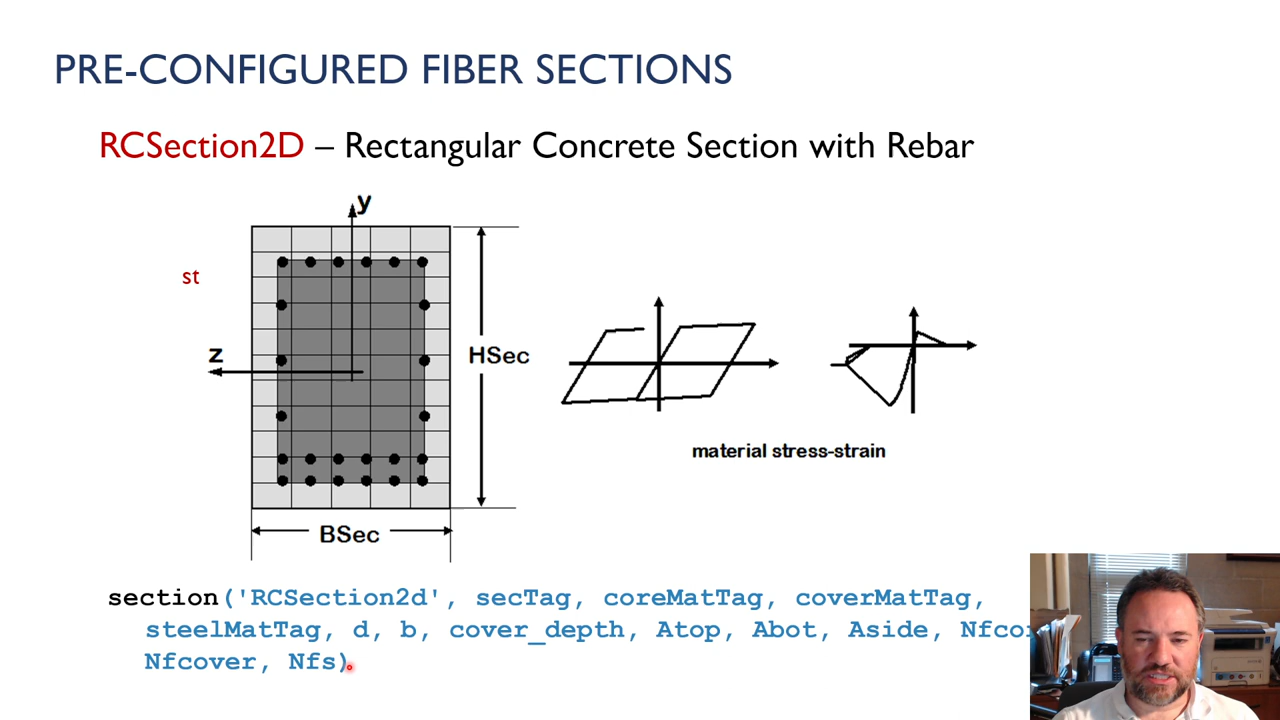 PRE-CONFIGURED FIBER SECTIONS
RCSection2D – Rectangular Concrete Section with Rebar
y
st
z
HSec
material stress-strain
BSec
section('RCSection2d', secTag, coreMatTag, coverMatTag,
steelMatTag, d, b, cover_depth, Atop, Abot, Aside,
Nfcover, Nfs)